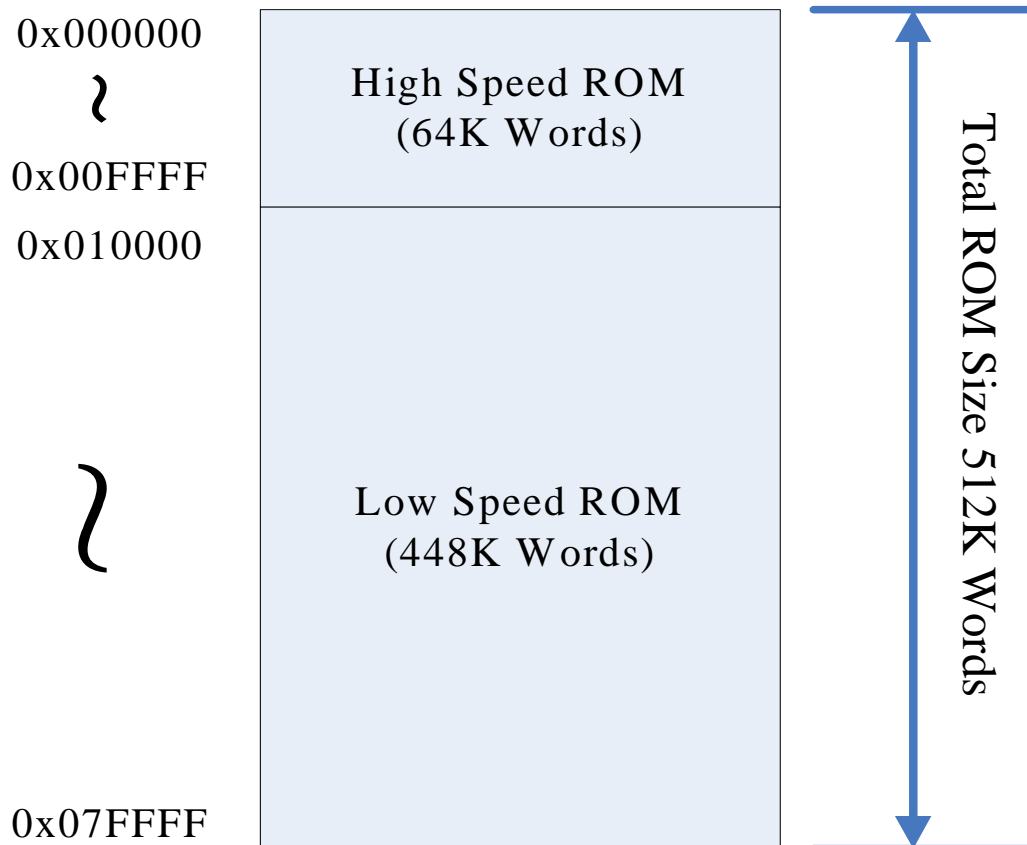 0x000000
~
0x00FFFF
High Speed ROM
(64K Words)
0x010000
~
0x07FFFF
Low Speed ROM
(448K Words)
Total ROM Size 512K Words